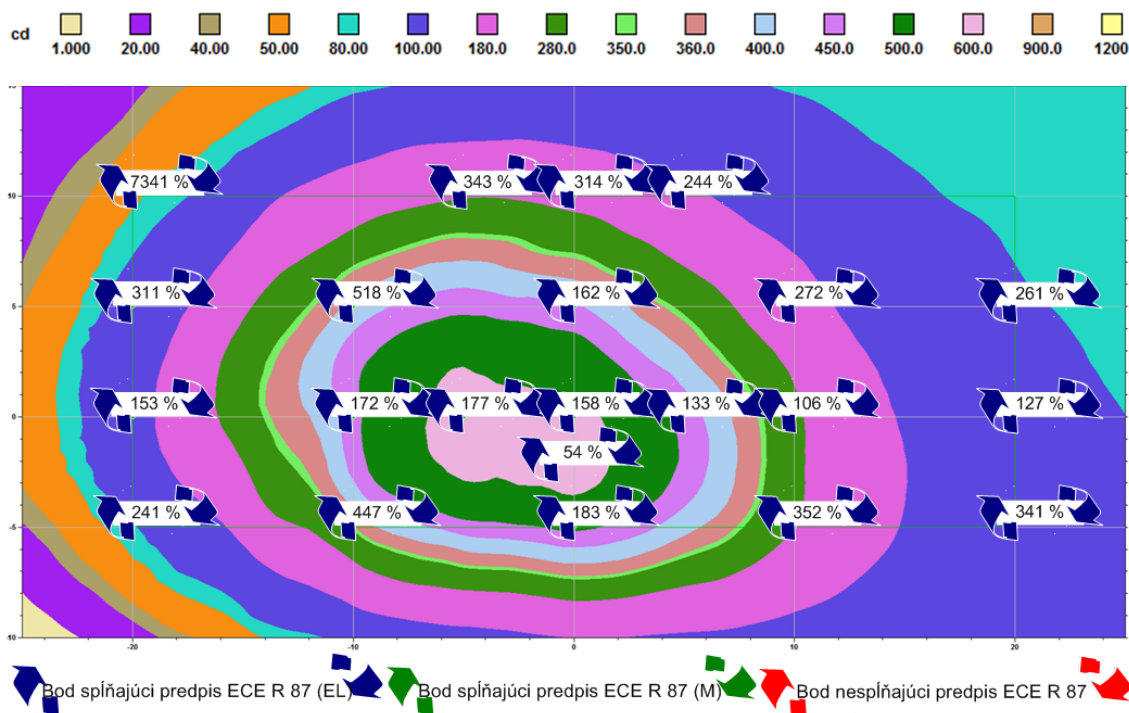 cd 1.000 20.00 40.00 50.00 80.00 100.00 180.0 280.0 350.0 360.0 400.0 450.0 500.0 600.0 900.0 1200
7341 % 343 % 314 % 244 %
10
311 % 518 % 162 % 272 % 261 %
5
153 % 172 % 177 % 158 % 133 % 106 % 127 %
0
54 %
241 % 447 % 183 % 352 % 341 %
-5
-10
-20 -10 0 10 20
Bod spĺňajúci predpis ECE R 87 (EL) Bod spĺňajúci predpis ECE R 87 (M) Bod nespĺňajúci predpis ECE R 87